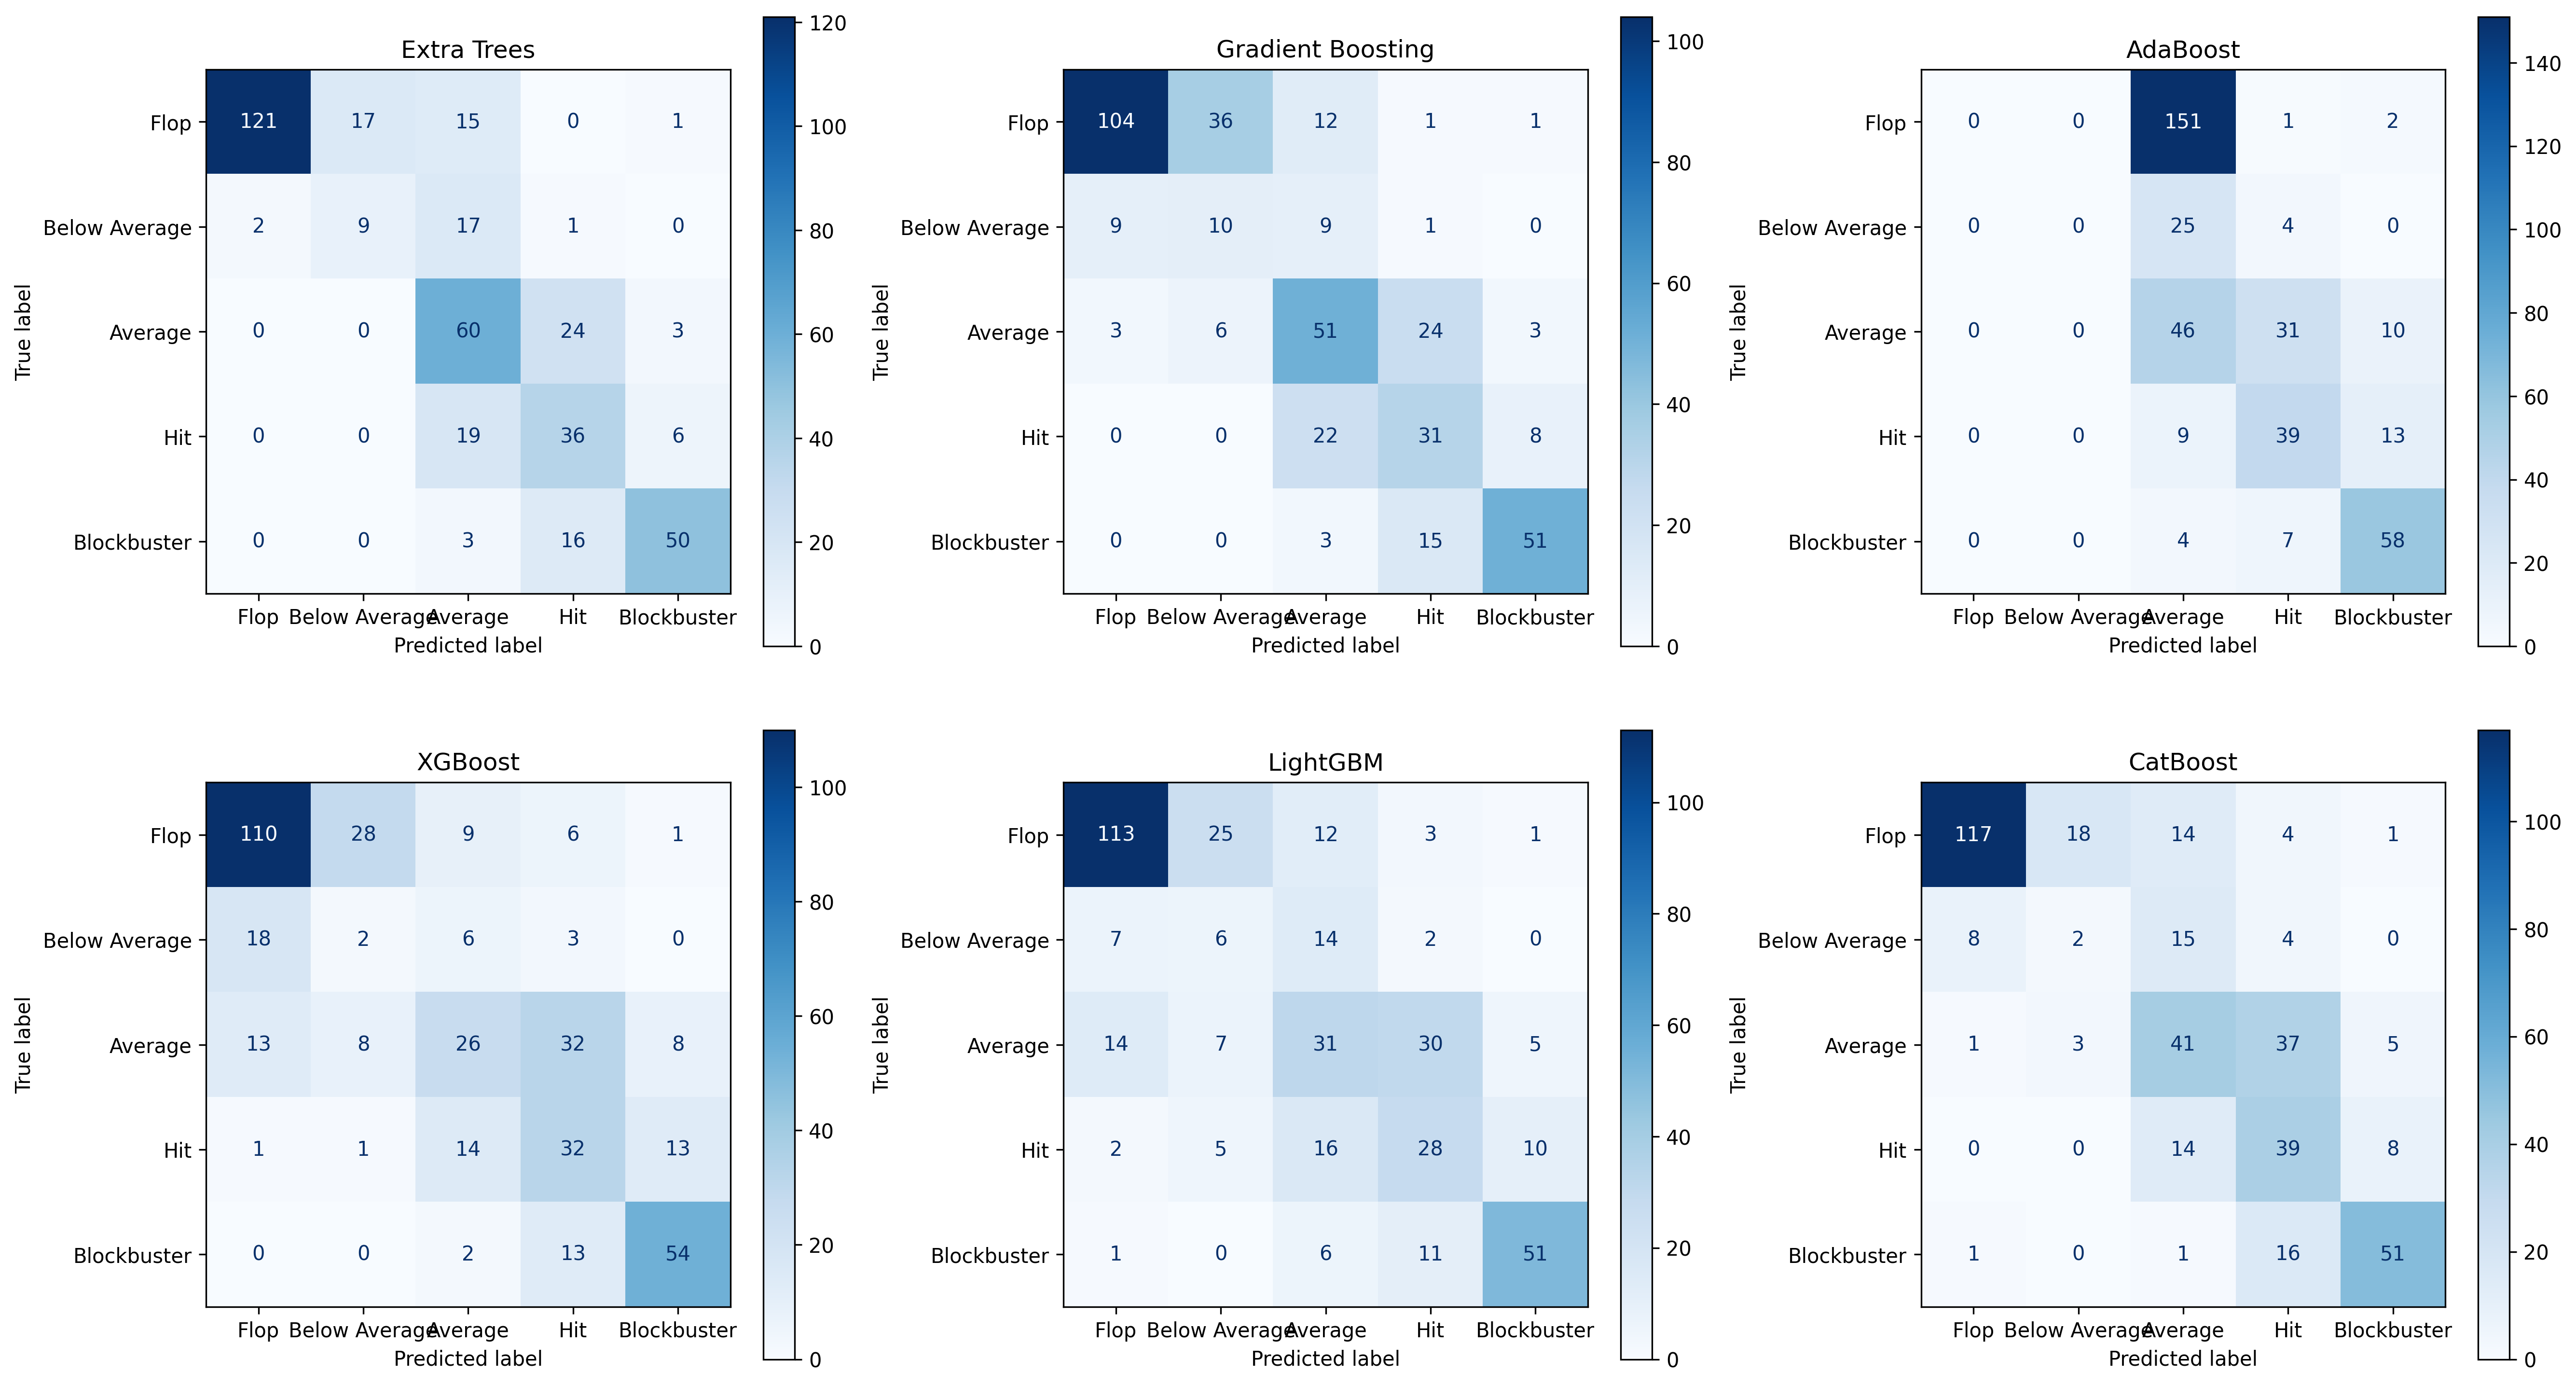 Extra Trees
120
100
80
60
40
20
0
True label
Flop 121 17 15 0 1
Below Average 2 9 17 1 0
Average 0 0 60 24 3
Hit 0 0 19 36 6
Blockbuster 0 0 3 16 50
Flop Below Average Average Hit Blockbuster
Predicted label
Gradient Boosting
100
80
60
40
20
0
True label
Flop 104 36 12 1 1
Below Average 9 10 9 1 0
Average 3 6 51 24 3
Hit 0 0 22 31 8
Blockbuster 0 0 3 15 51
Flop Below Average Average Hit Blockbuster
Predicted label
AdaBoost
140
120
100
80
60
40
20
0
True label
Flop 0 0 151 1 2
Below Average 0 0 25 4 0
Average 0 0 46 31 10
Hit 0 0 9 39 13
Blockbuster 0 0 4 7 58
Flop Below Average Average Hit Blockbuster
Predicted label
XGBoost
100
80
60
40
20
0
True label
Flop 110 28 9 6 1
Below Average 18 2 6 3 0
Average 13 8 26 32 8
Hit 1 1 14 32 13
Blockbuster 0 0 2 13 54
Flop Below Average Average Hit Blockbuster
Predicted label
LightGBM
100
80
60
40
20
0
True label
Flop 113 25 12 3 1
Below Average 7 6 14 2 0
Average 14 7 31 30 5
Hit 2 5 16 28 10
Blockbuster 1 0 6 11 51
Flop Below Average Average Hit Blockbuster
Predicted label
CatBoost
100
80
60
40
20
0
True label
Flop 117 18 14 4 1
Below Average 8 2 15 4 0
Average 1 3 41 37 5
Hit 0 0 14 39 8
Blockbuster 1 0 1 16 51
Flop Below Average Average Hit Blockbuster
Predicted label